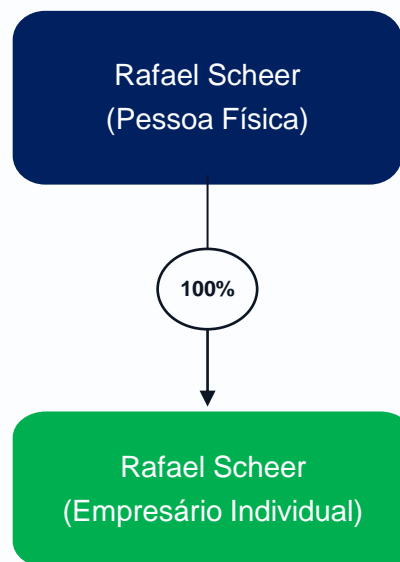 Rafael Scheer
(Pessoa Física)
100%
Rafael Scheer
(Empresário Individual)